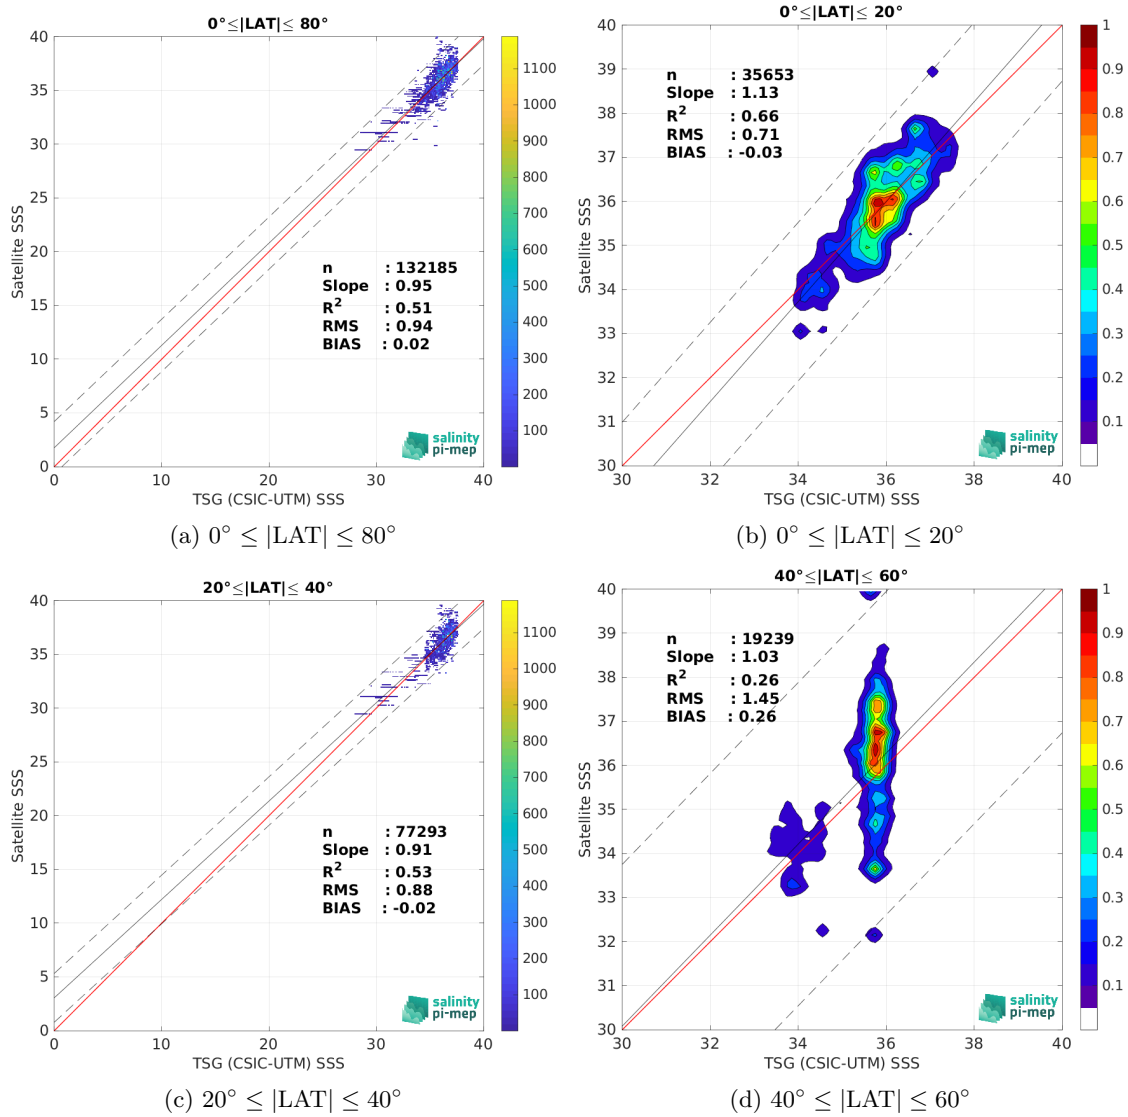 0°≤|LAT|≤ 80°
40
35
30
25
20
15
10
5
0
Satellite SSS
n : 132185
Slope : 0.95
R² : 0.51
RMS : 0.94
BIAS : 0.02
salinity
pi-mep
0 10 20 30 40
TSG (CSIC-UTM) SSS
1100
1000
900
800
700
600
500
400
300
200
100
(a) 0° ≤ |LAT| ≤ 80°
0°≤|LAT|≤ 20°
40
39
38
37
36
35
34
33
32
31
30
Satellite SSS
n : 35653
Slope : 1.13
R² : 0.66
RMS : 0.71
BIAS : -0.03
salinity
pi-mep
30 32 34 36 38 40
TSG (CSIC-UTM) SSS
1
0.9
0.8
0.7
0.6
0.5
0.4
0.3
0.2
0.1
(b) 0° ≤ |LAT| ≤ 20°
20°≤|LAT|≤ 40°
40
35
30
25
20
15
10
5
0
Satellite SSS
n : 77293
Slope : 0.91
R² : 0.53
RMS : 0.88
BIAS : -0.02
salinity
pi-mep
0 10 20 30 40
TSG (CSIC-UTM) SSS
1100
1000
900
800
700
600
500
400
300
200
100
(c) 20° ≤ |LAT| ≤ 40°
40°≤|LAT|≤ 60°
40
39
38
37
36
35
34
33
32
31
30
Satellite SSS
n : 19239
Slope : 1.03
R² : 0.26
RMS : 1.45
BIAS : 0.26
salinity
pi-mep
30 32 34 36 38 40
TSG (CSIC-UTM) SSS
1
0.9
0.8
0.7
0.6
0.5
0.4
0.3
0.2
0.1
(d) 40° ≤ |LAT| ≤ 60°